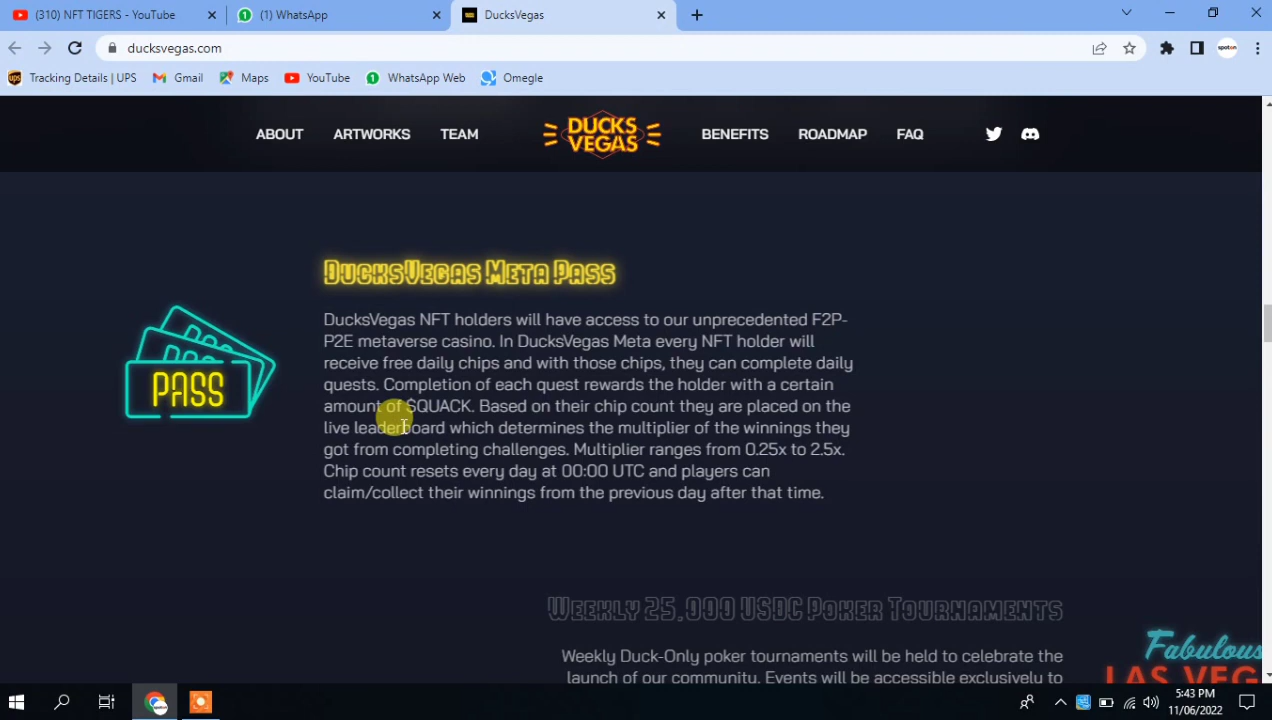 (310) NFT TIGERS - YouTube
(1) WhatsApp
DucksVegas
ducksvegas.com
spoton
Tracking Details | UPS
Gmail
Maps
YouTube
WhatsApp Web
Omegle
ABOUT
ARTWORKS
TEAM
DUCKS
VEGAS
BENEFITS
ROADMAP
FAQ
DucksVegas Meta Pass
PASS
DucksVegas NFT holders will have access to our unprecedented F2P-
P2E metaverse casino. In DucksVegas Meta every NFT holder will
receive free daily chips and with those chips, they can complete daily
quests. Completion of each quest rewards the holder with a certain
amount of $QUACK. Based on their chip count they are placed on the
live leaderboard which determines the multiplier of the winnings they
got from completing challenges. Multiplier ranges from 0.25x to 2.5x.
Chip count resets every day at 00:00 UTC and players can
claim/collect their winnings from the previous day after that time.
Weekly 25,000 USDC Poker Tournaments
Weekly Duck-Only poker tournaments will be held to celebrate the
launch of our community. Events will be accessible exclusively to
Fabulous
LAS VEG
5:43 PM
11/06/2022